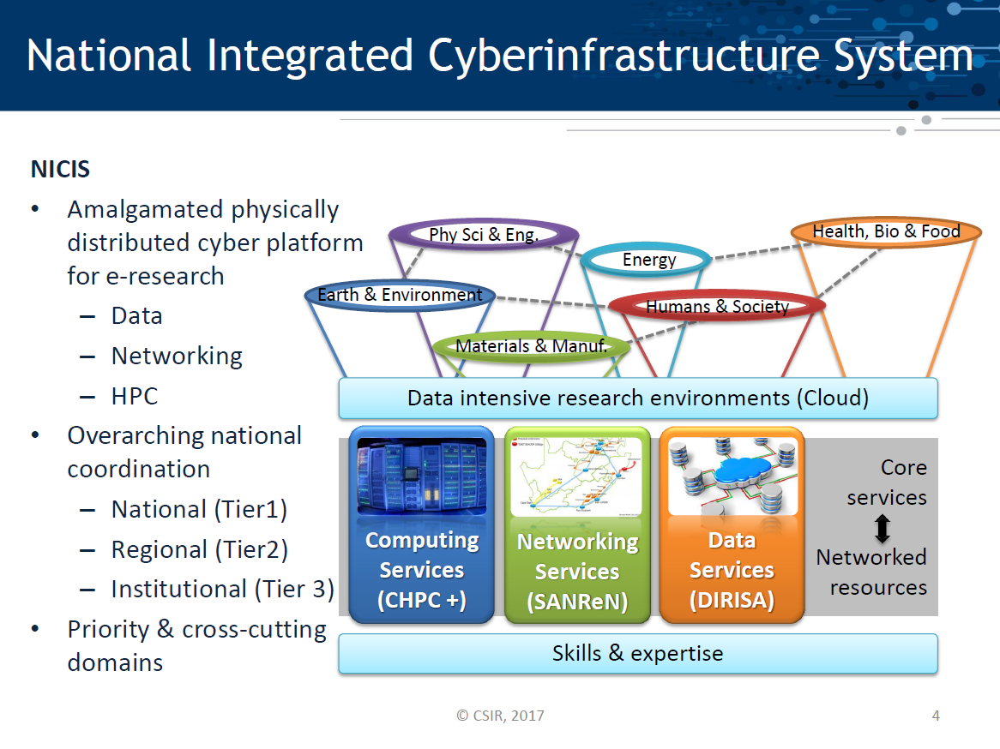 National Integrated Cyberinfrastructure System
NICIS
• Amalgamated physically
distributed cyber platform
for e-research
– Data
– Networking
– HPC
• Overarching national
coordination
– National (Tier1)
– Regional (Tier2)
– Institutional (Tier 3)
• Priority & cross-cutting
domains
Phy Sci & Eng.
Health, Bio & Food
Energy
Earth & Environment
Humans & Society
Materials & Manuf.
Data intensive research environments (Cloud)
Computing
Services
(CHPC +)
Networking
Services
(SANReN)
Data
Services
(DIRISA)
Core
services
Networked
resources
Skills & expertise
© CSIR, 2017
4